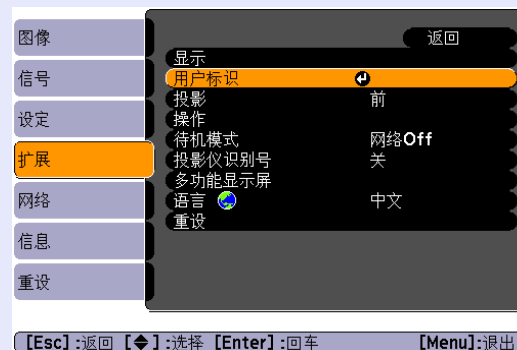 图像
信号
设定
扩展
网络
信息
重设
返回
显示
用户标识
投影 前
操作
待机模式 网络Off
投影仪识别号 关
多功能显示屏
语言 中文
重设
[Esc] :返回 [◆] :选择 [Enter] :回车 [Menu]:退出